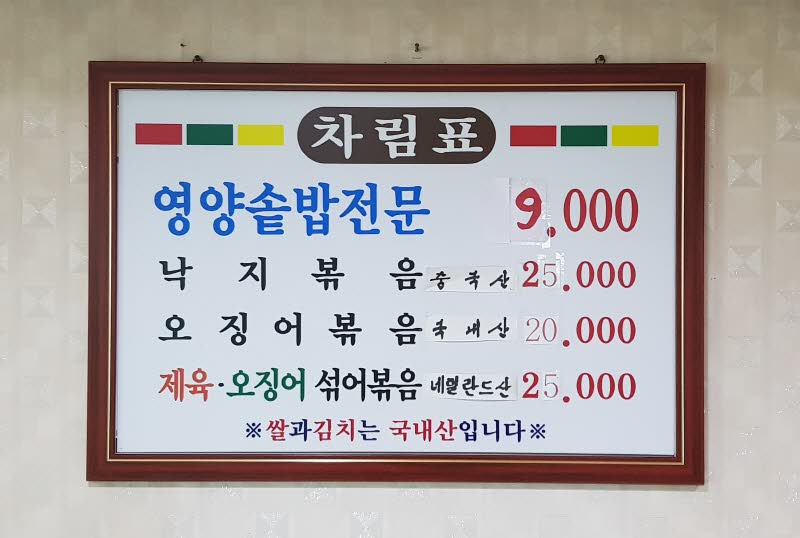 차림표
영양솥밥전문 9.000
낙지볶음 중국산 25.000
오징어볶음 국내산 20.000
제육·오징어 섞어볶음 네덜란드산 25.000
※쌀과김치는 국내산입니다※